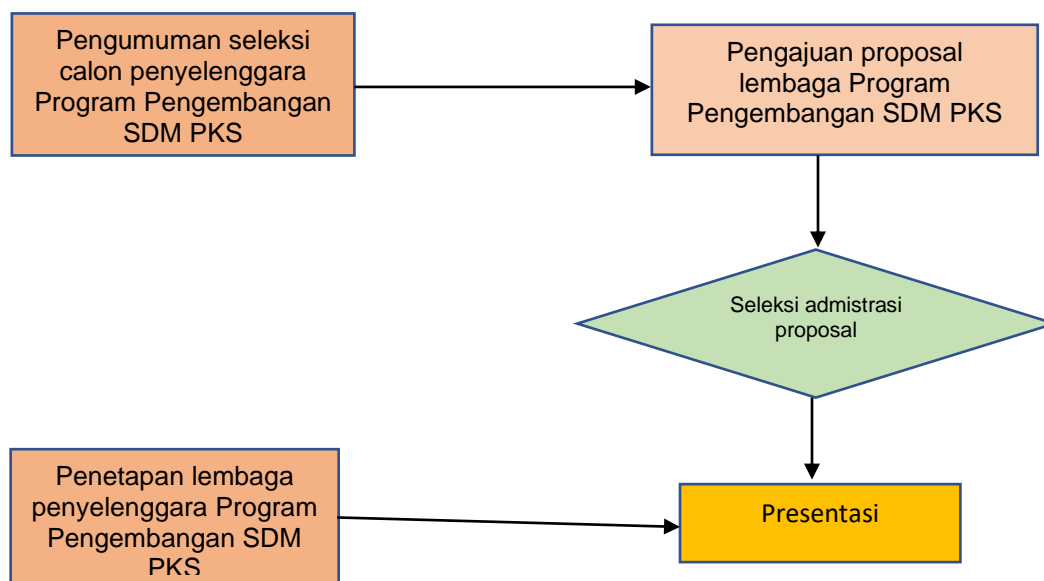 Pengumuman seleksi
calon penyelenggara
Program Pengembangan
SDM PKS
Pengajuan proposal
lembaga Program
Pengembangan SDM PKS
Seleksi admistrasi
proposal
Penetapan lembaga
penyelenggara Program
Pengembangan SDM
PKS
Presentasi